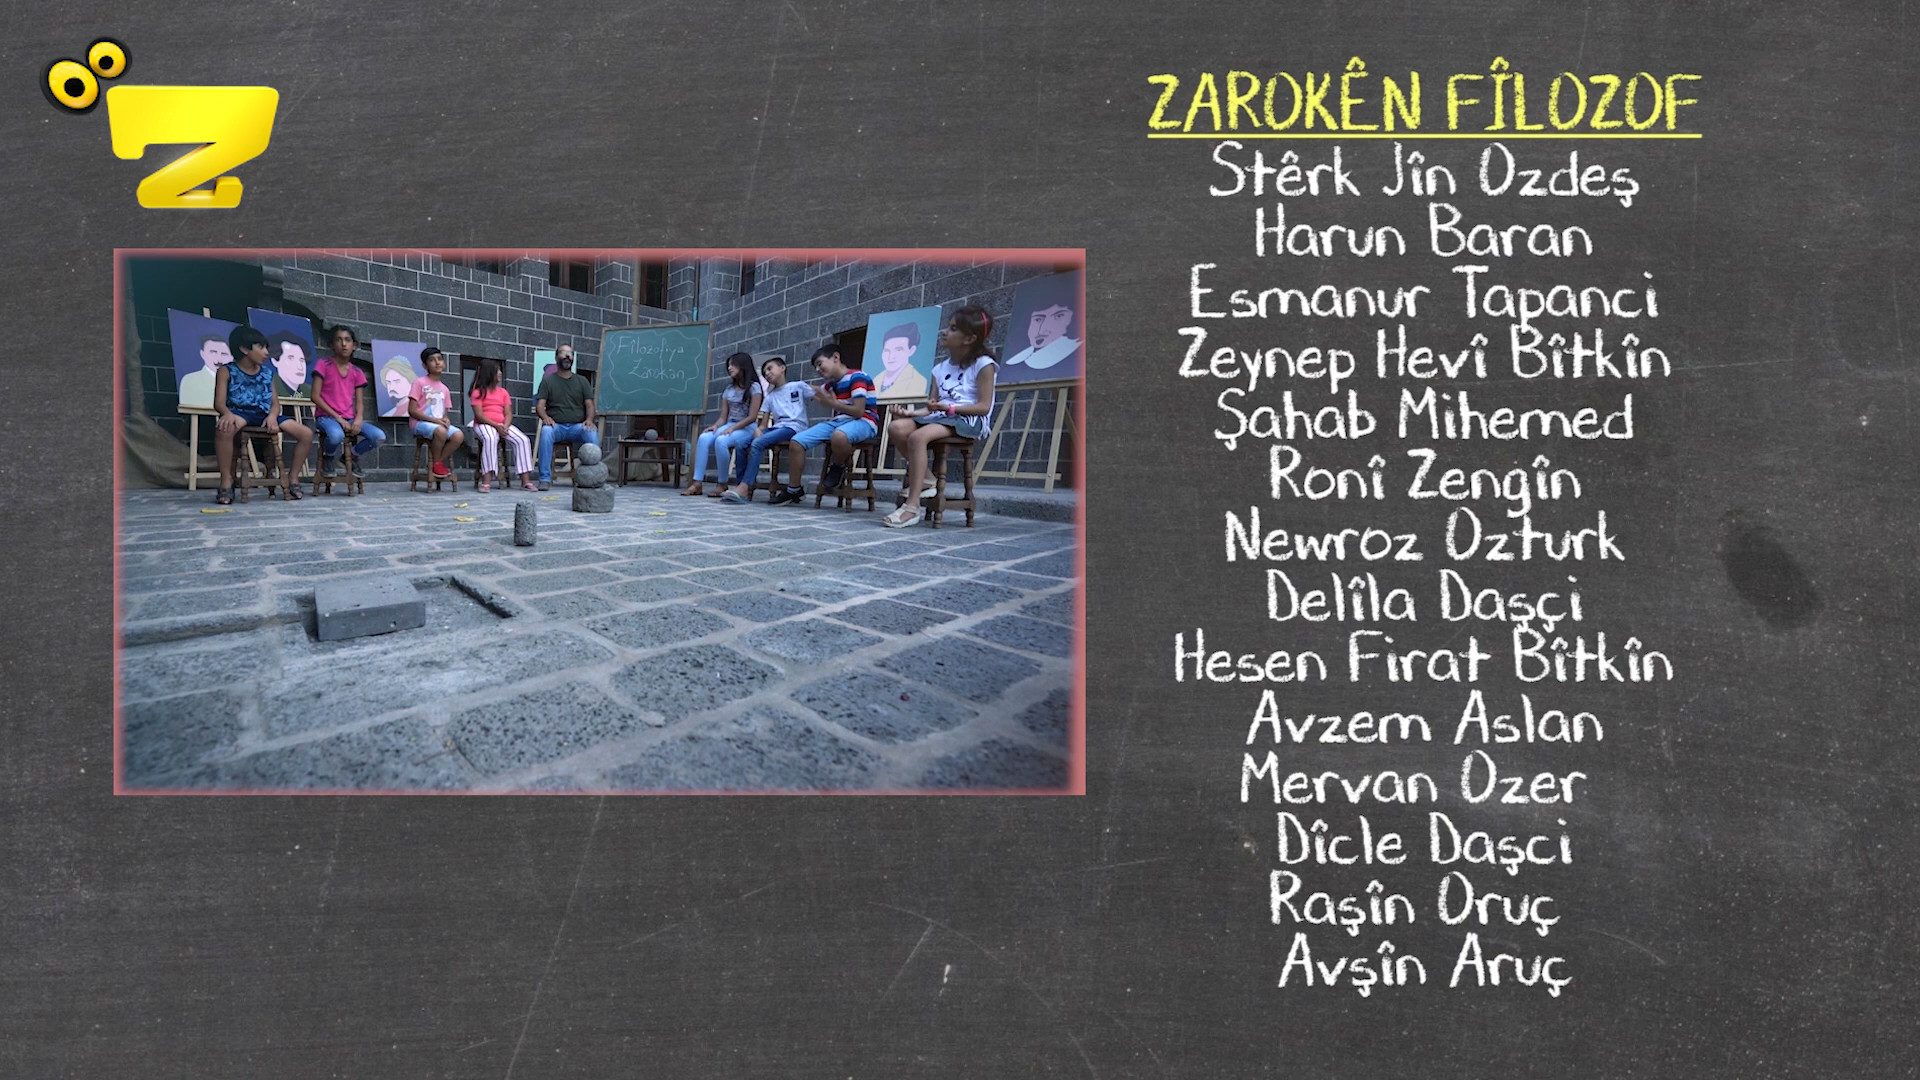 Z
ZAROKÊN FÎLOZOF
Stêrk Jîn Ozdeş
Harun Baran
Esmanur Tapanci
Zeynep Hevî Bîtkîn
Şahab Mihemed
Ronî Zengîn
Newroz Ozturk
Delîla Daşçi
Hesen Firat Bîtkîn
Avzem Aslan
Mervan Ozer
Dîcle Daşci
Raşîn Oruç
Avşîn Aruç
Fîlozofiya
Zarokan